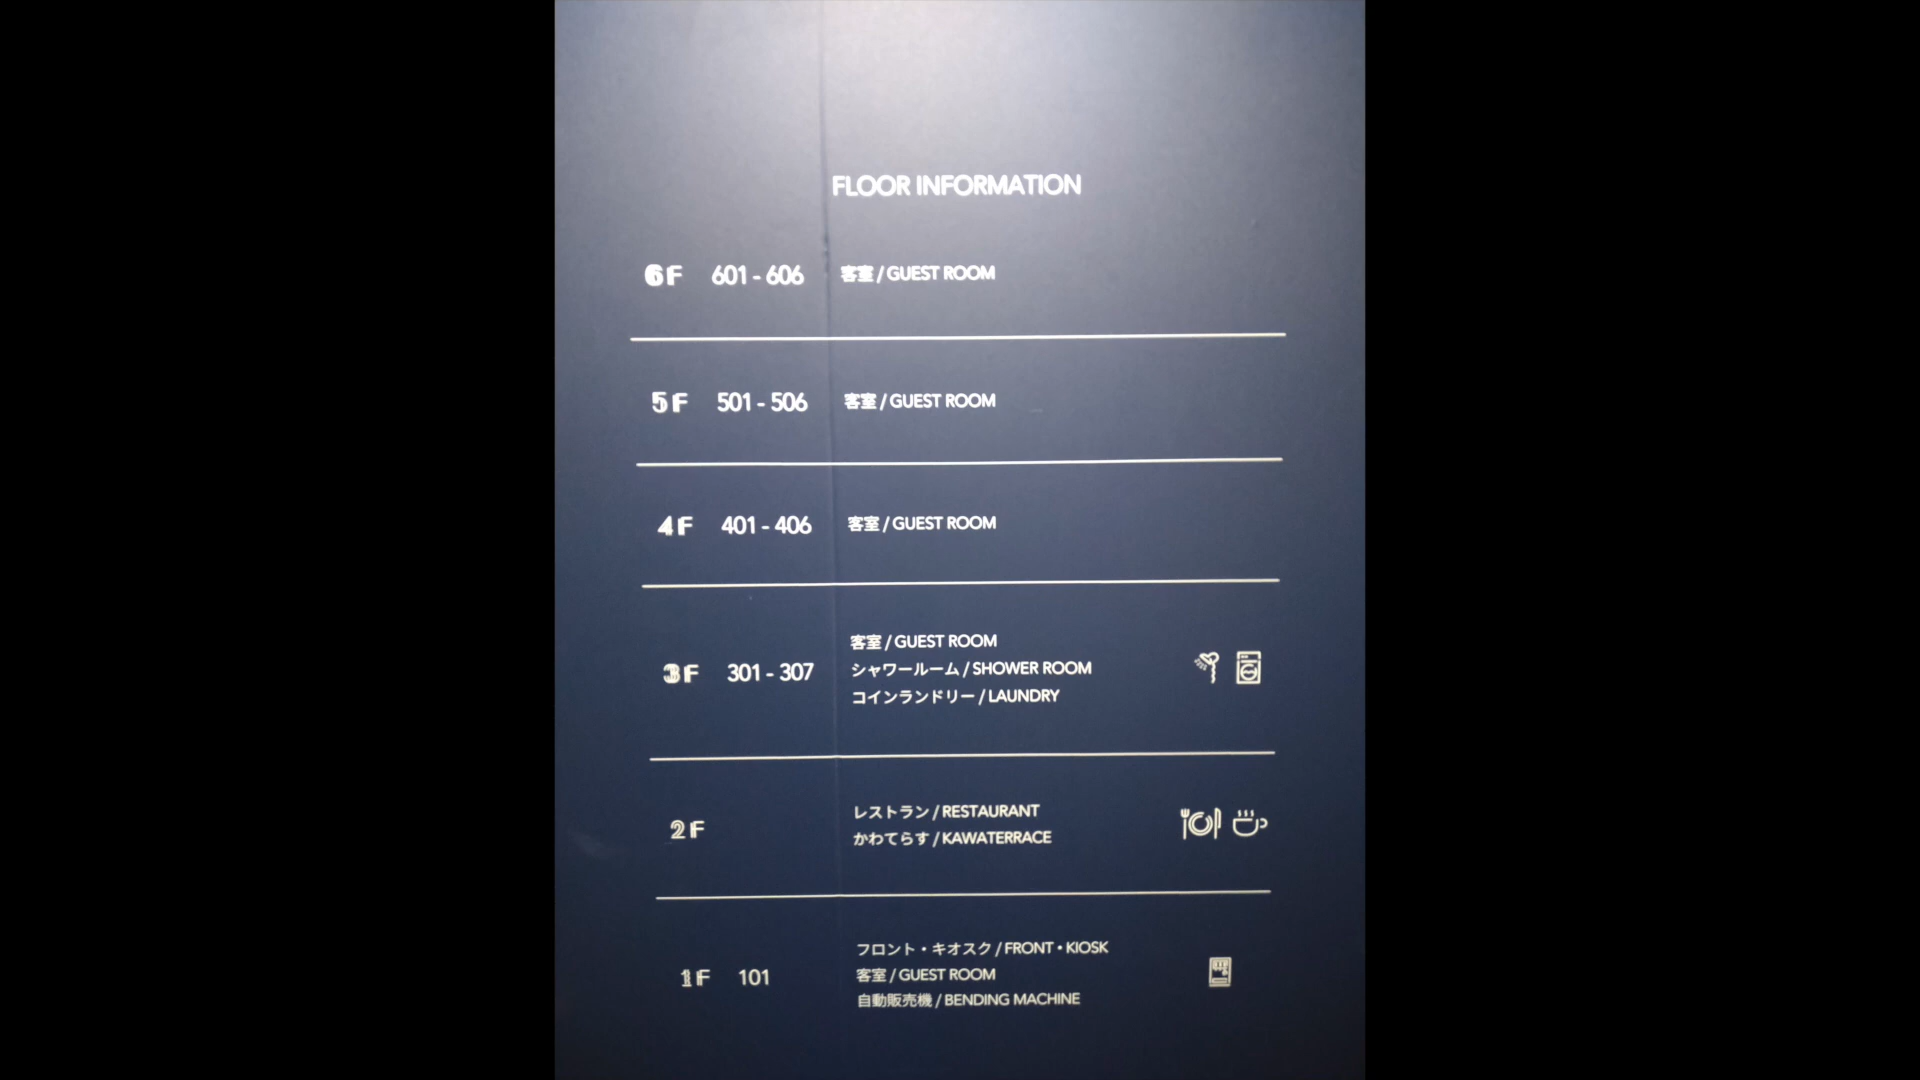 FLOOR INFORMATION
6F 601 - 606 客室 / GUEST ROOM
5F 501 - 506 客室 / GUEST ROOM
4F 401 - 406 客室 / GUEST ROOM
客室 / GUEST ROOM
3F 301 - 307 シャワールーム / SHOWER ROOM
コインランドリー / LAUNDRY
レストラン / RESTAURANT
2F
かわてらす / KAWATERRACE
フロント・キオスク / FRONT・KIOSK
1F 101 客室 / GUEST ROOM
自動販売機 / BENDING MACHINE